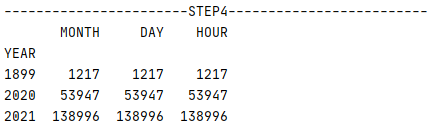 -----------------------STEP4-------------------------
MONTH DAY HOUR
YEAR
1899 1217 1217 1217
2020 53947 53947 53947
2021 138996 138996 138996